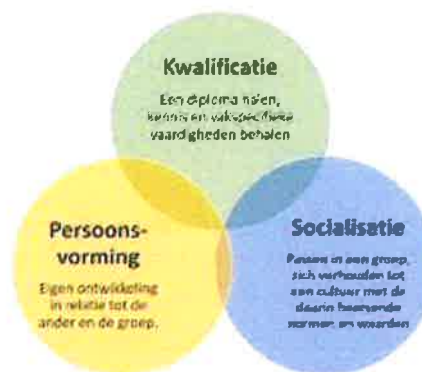 Kwalificatie
Een diploma halen,
kennis en vakspecifieke
vaardigheden behalen
Persoons-
vorming
Eigen ontwikkeling
in relatie tot de
ander en de groep.
Socialisatie
Passen in een groep,
zich verhouden tot
een cultuur met de
daarin heersende
normen en waarden